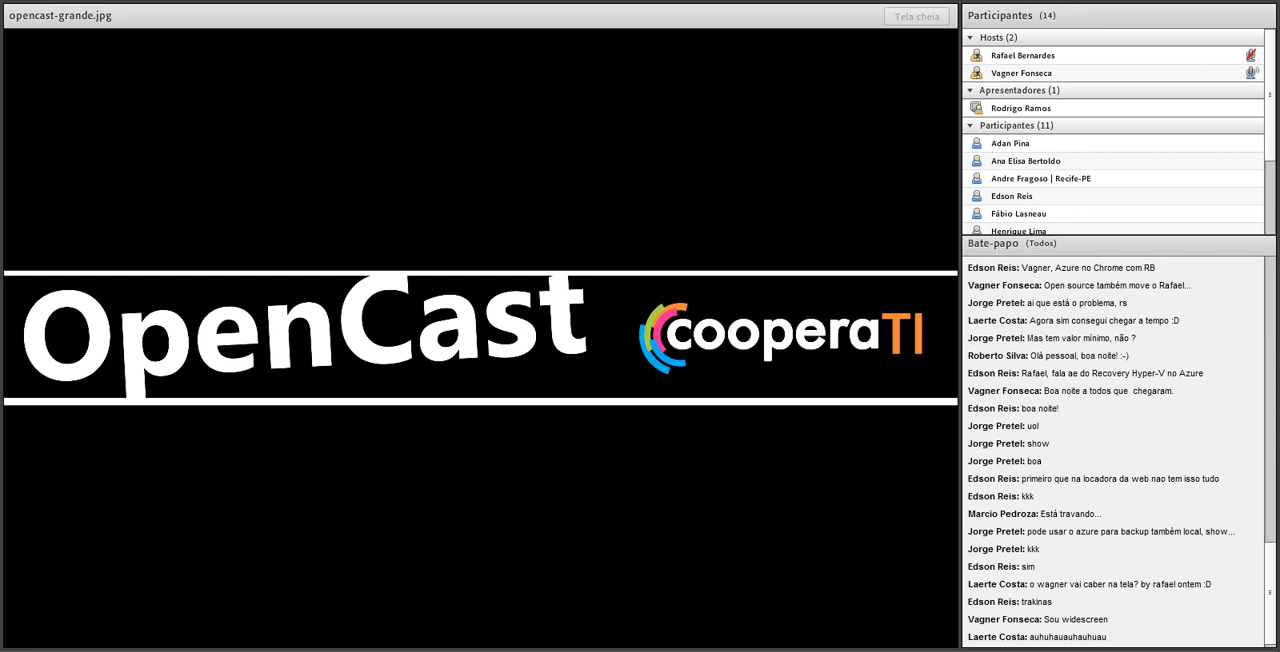 opencast-grande.jpg
Tela cheia
OpenCast
cooperaTI
Participantes (14)
Hosts (2)
Rafael Bernardes
Vagner Fonseca
Apresentadores (1)
Rodrigo Ramos
Participantes (11)
Adan Pina
Ana Elisa Bertoldo
Andre Fragoso | Recife-PE
Edson Reis
Fábio Lasneau
Henrique Lima
Bate-papo (Todos)
Edson Reis: Vagner, Azure no Chrome com RB
Vagner Fonseca: Open source também move o Rafael...
Jorge Pretel: ai que está o problema, rs
Laerte Costa: Agora sim consegui chegar a tempo :D
Jorge Pretel: Mas tem valor mínimo, não ?
Roberto Silva: Olá pessoal, boa noite! :-)
Edson Reis: Rafael, fala ae do Recovery Hyper-V no Azure
Vagner Fonseca: Boa noite a todos que  chegaram.
Edson Reis: boa noite!
Jorge Pretel: uol
Jorge Pretel: show
Jorge Pretel: boa
Edson Reis: primeiro que na locadora da web nao tem isso tudo
Edson Reis: kkk
Marcio Pedroza: Está travando...
Jorge Pretel: pode usar o azure para backup também local, show...
Jorge Pretel: kkk
Edson Reis: sim
Laerte Costa: o wagner vai caber na tela? by rafael ontem :D
Edson Reis: trakinas
Vagner Fonseca: Sou widescreen
Laerte Costa: auhuhauauhauhuau